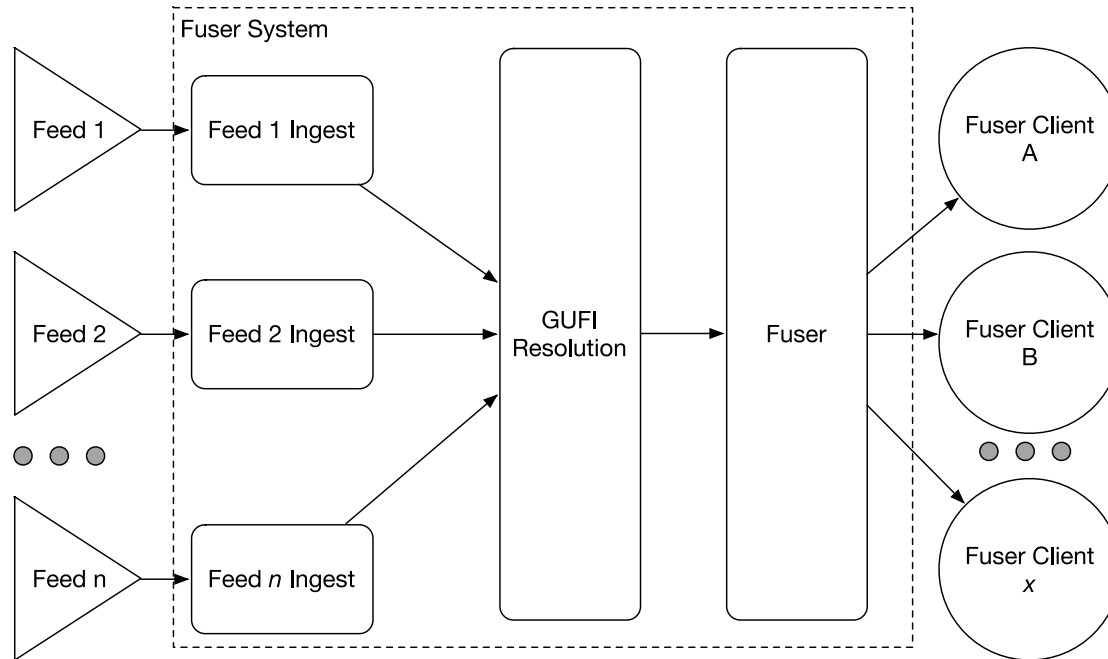 Fuser System
Feed 1
Feed 1 Ingest
Fuser Client
A
Feed 2
Feed 2 Ingest
GUFI
Resolution
Fuser
Fuser Client
B
Feed n
Feed n Ingest
Fuser Client
x